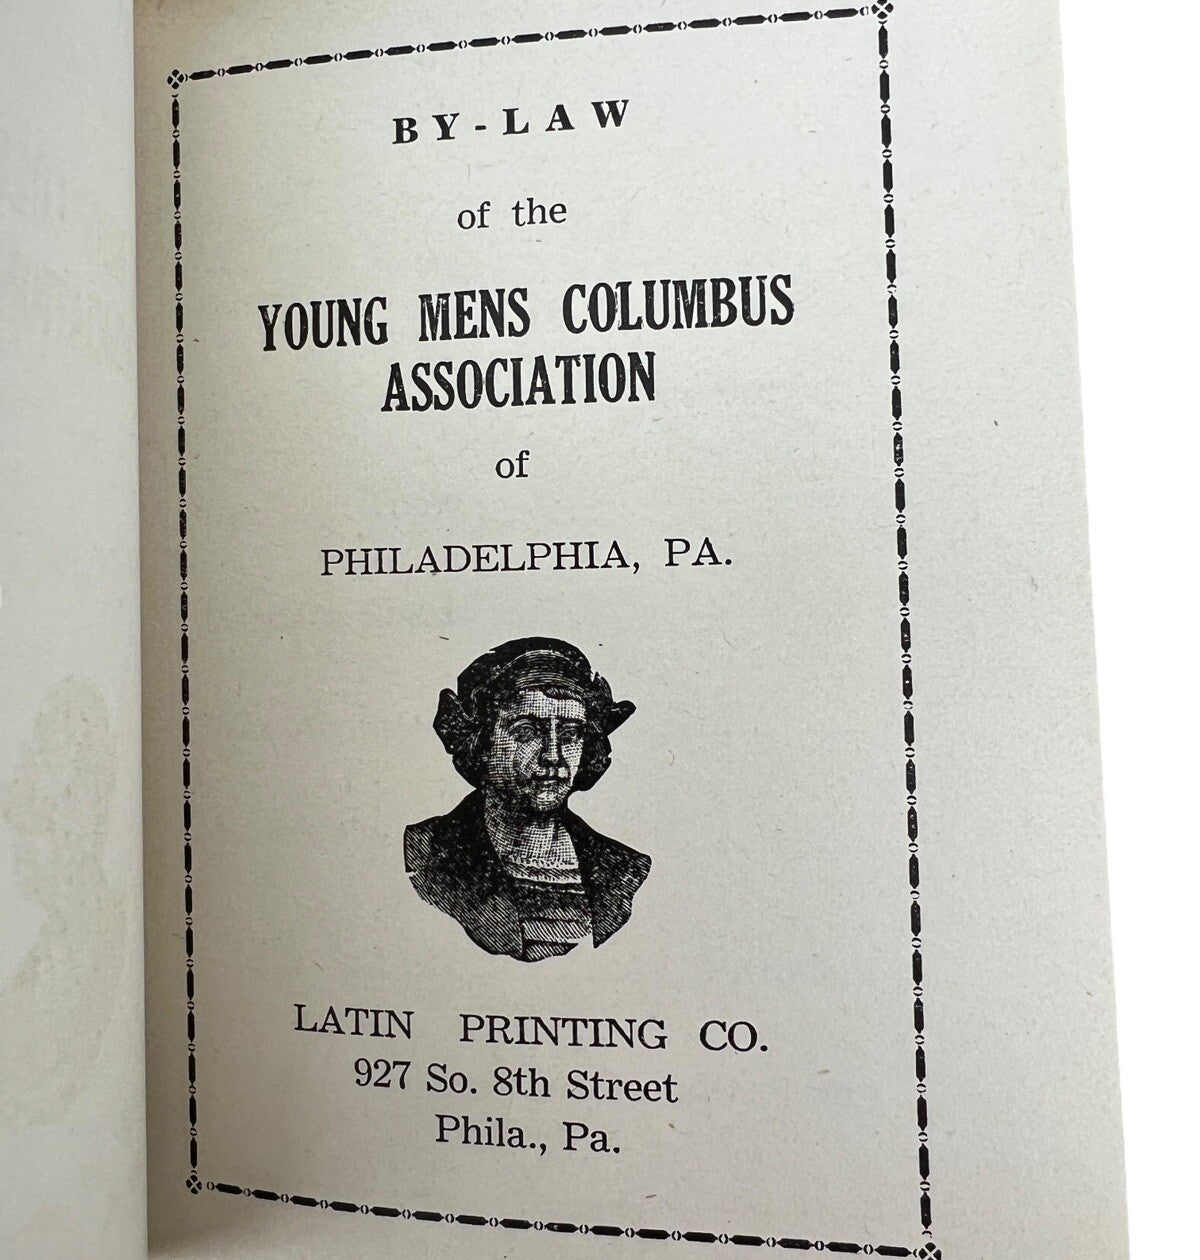 BY-LAW
of the
YOUNG MENS COLUMBUS
ASSOCIATION
of
PHILADELPHIA, PA.
LATIN PRINTING CO.
927 So. 8th Street
Phila., Pa.